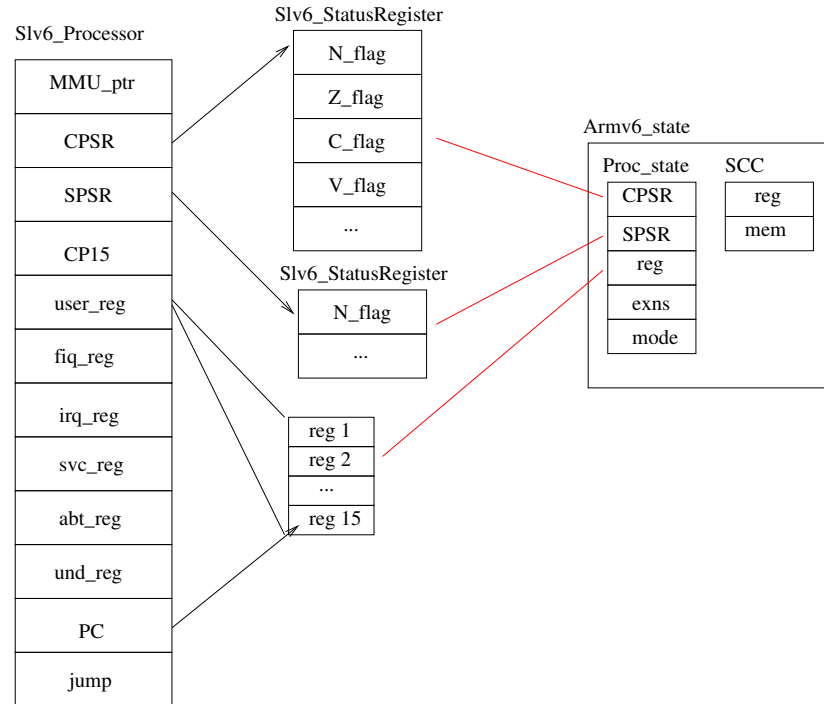 Slv6_Processor
MMU_ptr
CPSR
SPSR
CP15
user_reg
fiq_reg
irq_reg
svc_reg
abt_reg
und_reg
PC
jump
Slv6_StatusRegister
N_flag
Z_flag
C_flag
V_flag
...
Slv6_StatusRegister
N_flag
...
reg 1
reg 2
...
reg 15
Armv6_state
Proc_state
CPSR
SPSR
reg
exns
mode
SCC
reg
mem